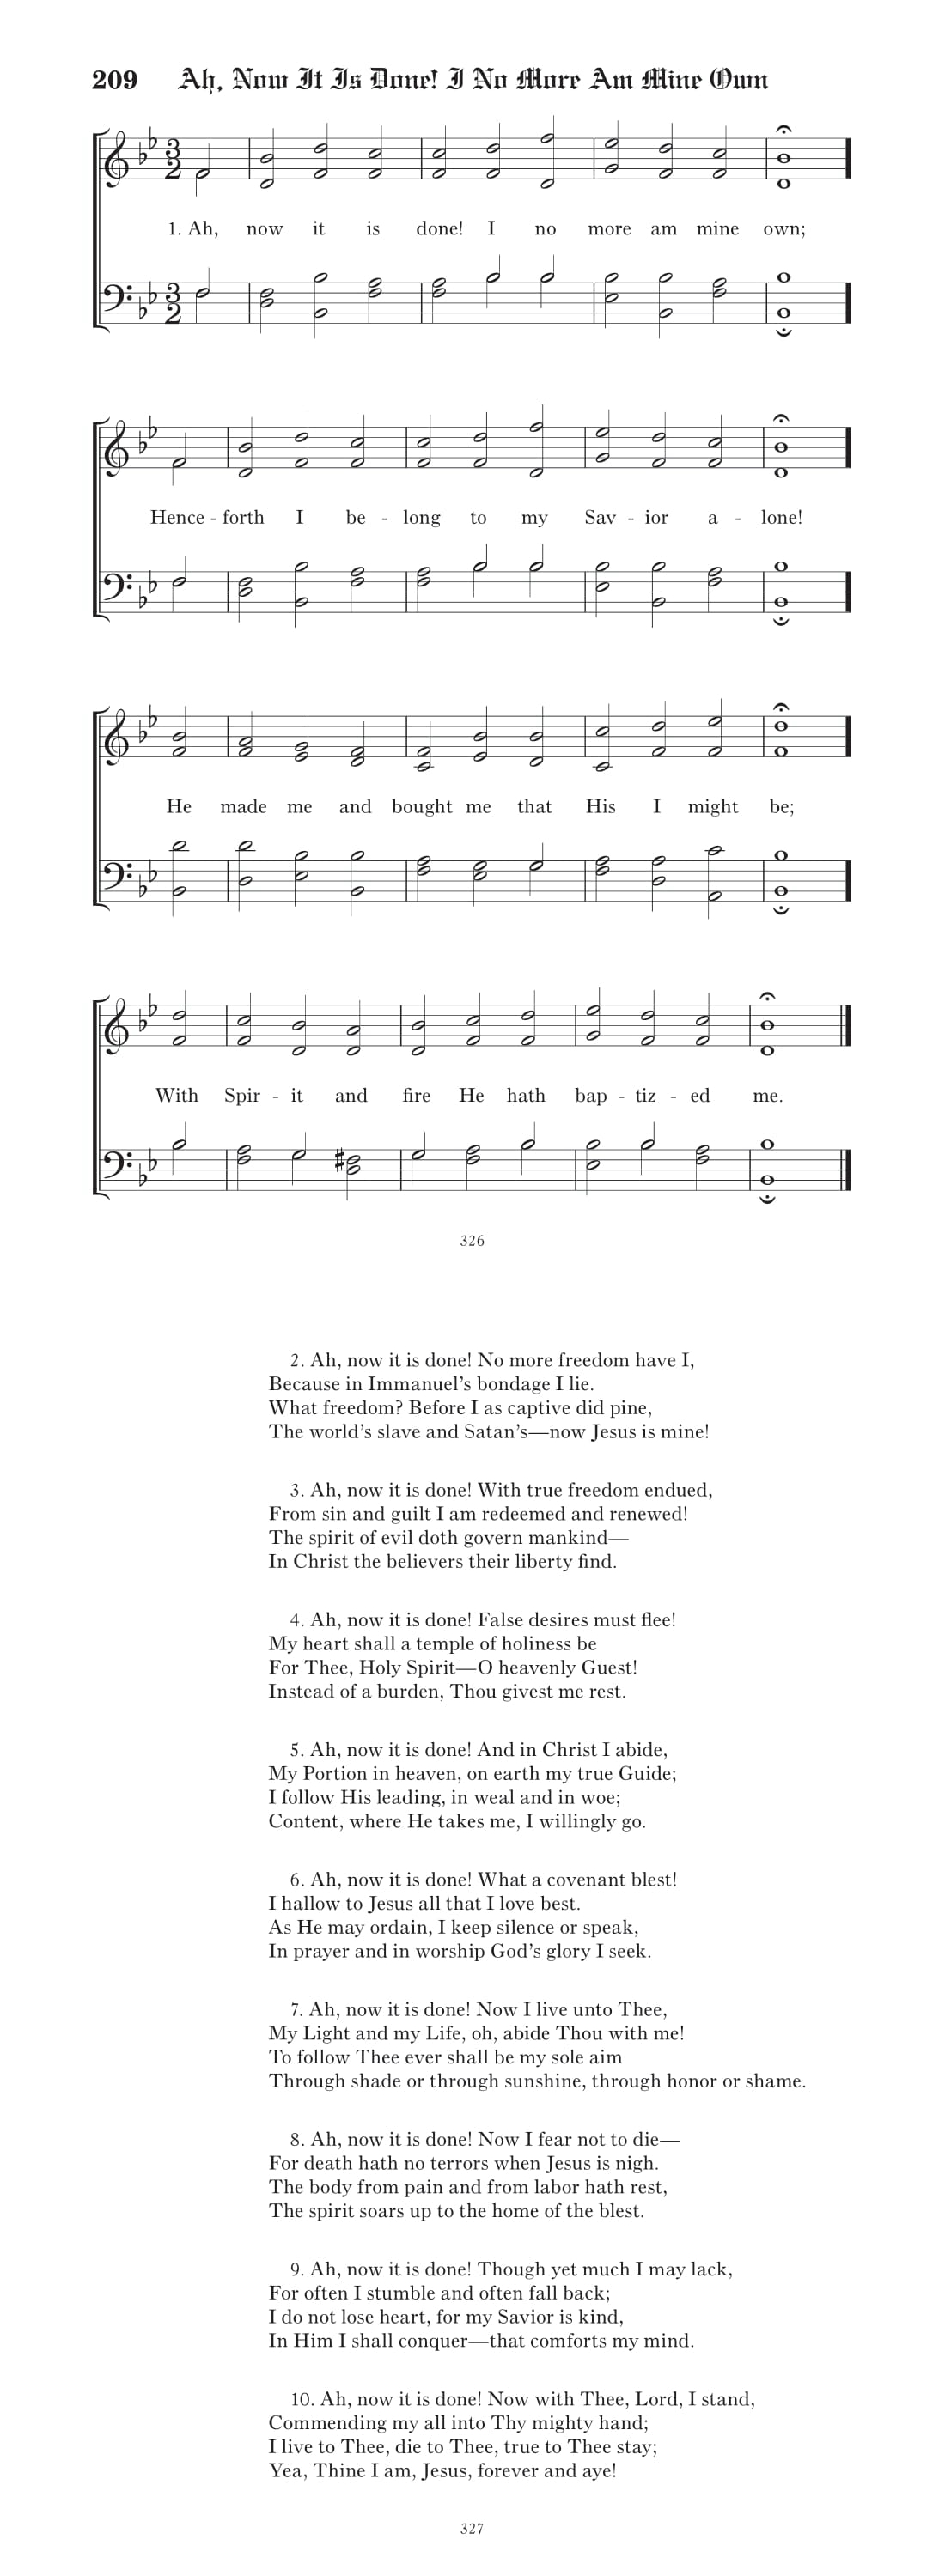 209 Ah, Now It Is Done! I No More Am Mine Own
3 2
1. Ah, now it is done! I no more am mine own;
3 2
Hence - forth I be - long to my Sav - ior a - lone!
He made me and bought me that His I might be;
With Spir - it and fire He hath bap - tiz - ed me.
326
2. Ah, now it is done! No more freedom have I,
Because in Immanuel’s bondage I lie.
What freedom? Before I as captive did pine,
The world’s slave and Satan’s—now Jesus is mine!
3. Ah, now it is done! With true freedom endued,
From sin and guilt I am redeemed and renewed!
The spirit of evil doth govern mankind—
In Christ the believers their liberty find.
4. Ah, now it is done! False desires must flee!
My heart shall a temple of holiness be
For Thee, Holy Spirit—O heavenly Guest!
Instead of a burden, Thou givest me rest.
5. Ah, now it is done! And in Christ I abide,
My Portion in heaven, on earth my true Guide;
I follow His leading, in weal and in woe;
Content, where He takes me, I willingly go.
6. Ah, now it is done! What a covenant blest!
I hallow to Jesus all that I love best.
As He may ordain, I keep silence or speak,
In prayer and in worship God’s glory I seek.
7. Ah, now it is done! Now I live unto Thee,
My Light and my Life, oh, abide Thou with me!
To follow Thee ever shall be my sole aim
Through shade or through sunshine, through honor or shame.
8. Ah, now it is done! Now I fear not to die—
For death hath no terrors when Jesus is nigh.
The body from pain and from labor hath rest,
The spirit soars up to the home of the blest.
9. Ah, now it is done! Though yet much I may lack,
For often I stumble and often fall back;
I do not lose heart, for my Savior is kind,
In Him I shall conquer—that comforts my mind.
10. Ah, now it is done! Now with Thee, Lord, I stand,
Commending my all into Thy mighty hand;
I live to Thee, die to Thee, true to Thee stay;
Yea, Thine I am, Jesus, forever and aye!
327